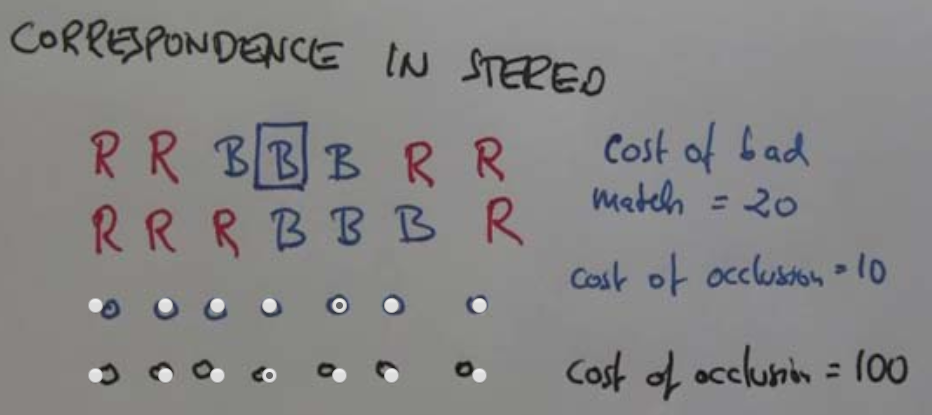 CORRESPONDENCE IN STEREO
R R B B B R R
cost of bad
match = 20
R R R B B B R
cost of occlusion = 10
cost of occlusion = 100